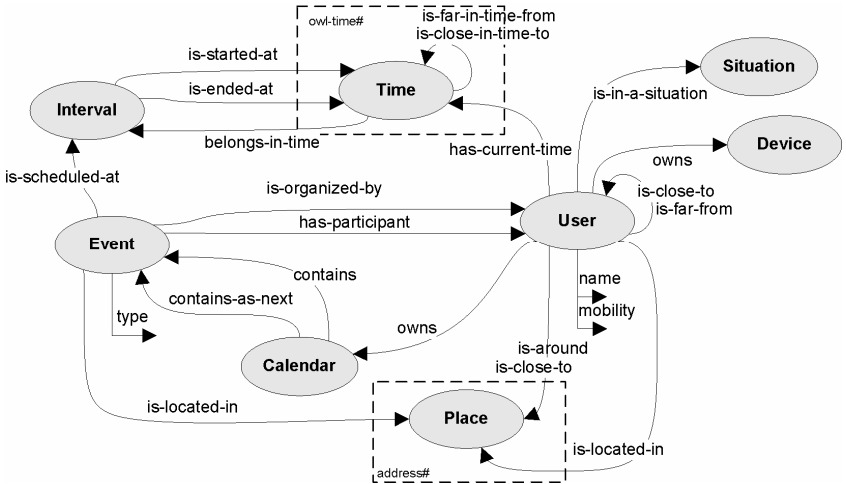 owl-time#
is-far-in-time-from
is-close-in-time-to
is-started-at
Situation
Time
is-ended-at
is-in-a-situation
Interval
belongs-in-time
has-current-time
Device
owns
is-scheduled-at
is-organized-by
is-close-to
is-far-from
has-participant
User
Event
contains
name
contains-as-next
mobility
type
owns
is-around
is-close-to
Calendar
is-located-in
Place
is-located-in
address#